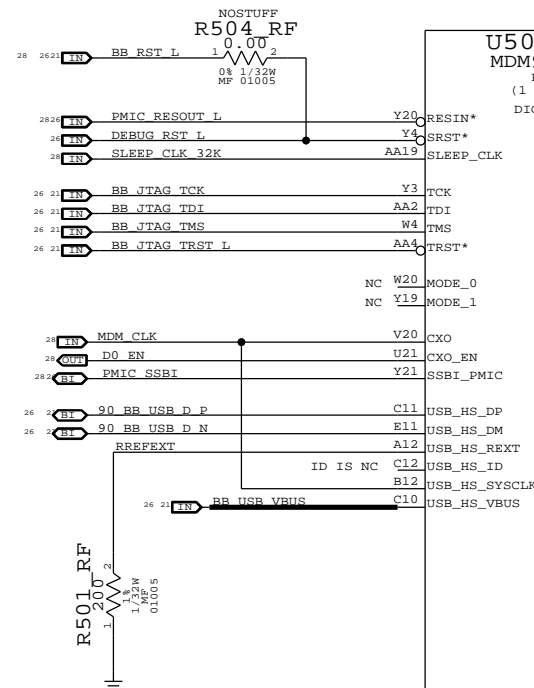 NOSTUFF
R504_RF
0.00
1 2
0% 1/32W
MF 01005
U50
MDM9
(1
DIG
28 2621 IN BB_RST_L
2826 IN PMIC_RESOUT_L Y20 RESIN*
26 IN DEBUG_RST_L Y4 SRST*
28 IN SLEEP_CLK_32K AA19 SLEEP_CLK
26 21 IN BB_JTAG_TCK Y3 TCK
26 21 IN BB_JTAG_TDI AA2 TDI
26 21 IN BB_JTAG_TMS W4 TMS
26 21 IN BB_JTAG_TRST_L AA4 TRST*
NC W20 MODE_0
NC Y19 MODE_1
28 IN MDM_CLK V20 CXO
28 OUT D0_EN U21 CXO_EN
BI PMIC_SSBI Y21 SSBI_PMIC
26 BI 90_BB_USB_D_P C11 USB_HS_DP
26 BI 90_BB_USB_D_N E11 USB_HS_DM
RREFEXT A12 USB_HS_REXT
ID IS NC C12 USB_HS_ID
B12 USB_HS_SYSCLK
26 21 IN BB_USB_VBUS C10 USB_HS_VBUS
R501_RF
200
1%
1/32W
MF
01005
2
1